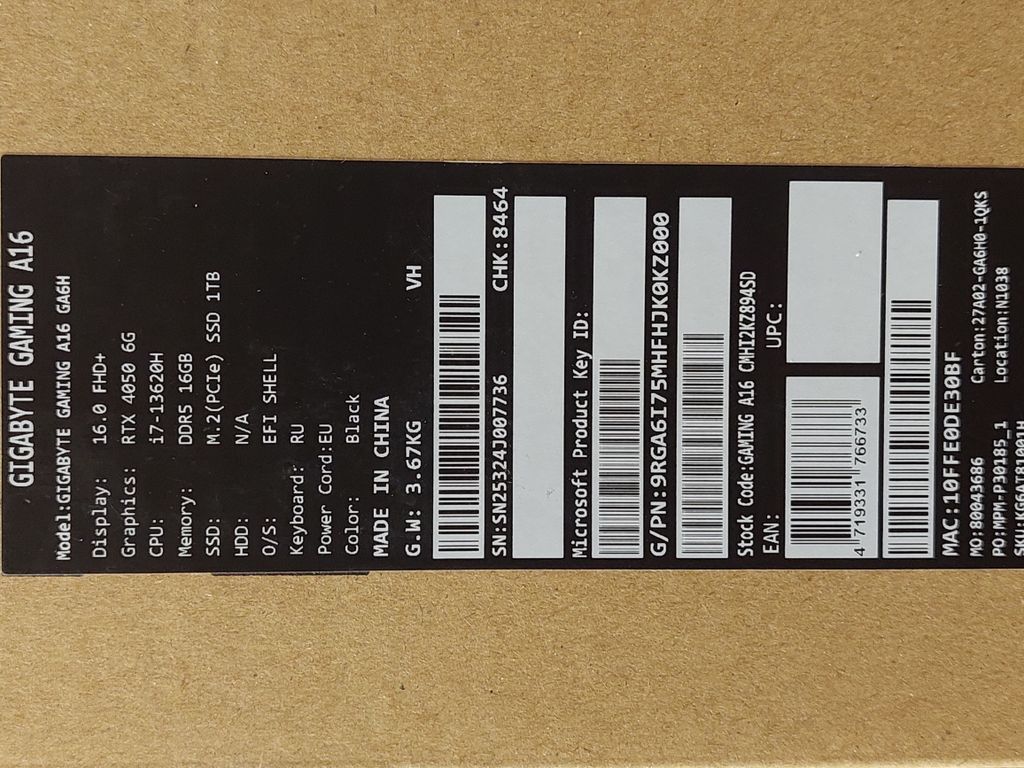 GIGABYTE GAMING A16
Model:GIGABYTE GAMING A16 GA6H
Display: 16.0 FHD+
Graphics: RTX 4050 6G
CPU: i7-13620H
Memory: DDR5 16GB
SSD: M.2(PCIe) SSD 1TB
HDD: N/A
O/S: EFI SHELL
Keyboard: RU
Power Cord:EU
Color: Black
MADE IN CHINA
G.W: 3.67KG VH
SN:SN25324J007736 CHK:8464
Microsoft Product Key ID:
G/PN:9RGA6I75MHFHJK0KZ000
Stock Code:GAMING A16 CMHI2KZ894SD
EAN: UPC:
4 719331 766733
MAC:10FFE0DE30BF
MO:80043686 Carton:27A02-GA6H0-1QKS
PO:MPM-P30185_1 Location:N1038